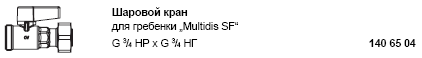 Шаровой кран
для гребенки „Multidis SF“
G ¾ НР x G ¾ НГ 140 65 04